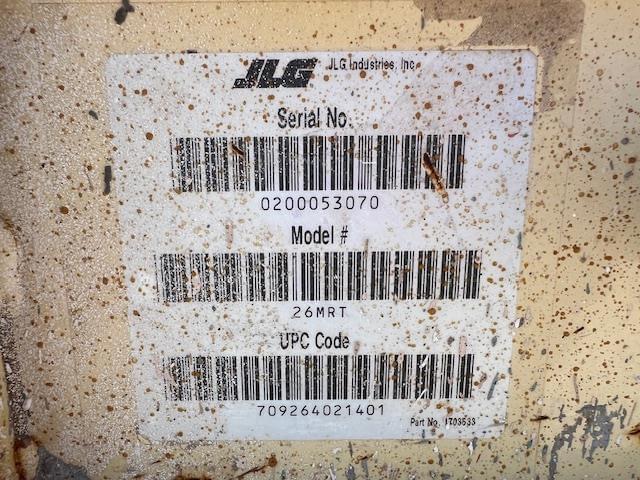 JLG JLG Industries, Inc
Serial No.
0200053070
Model #
26MRT
UPC Code
709264021401
Part No. 1703533